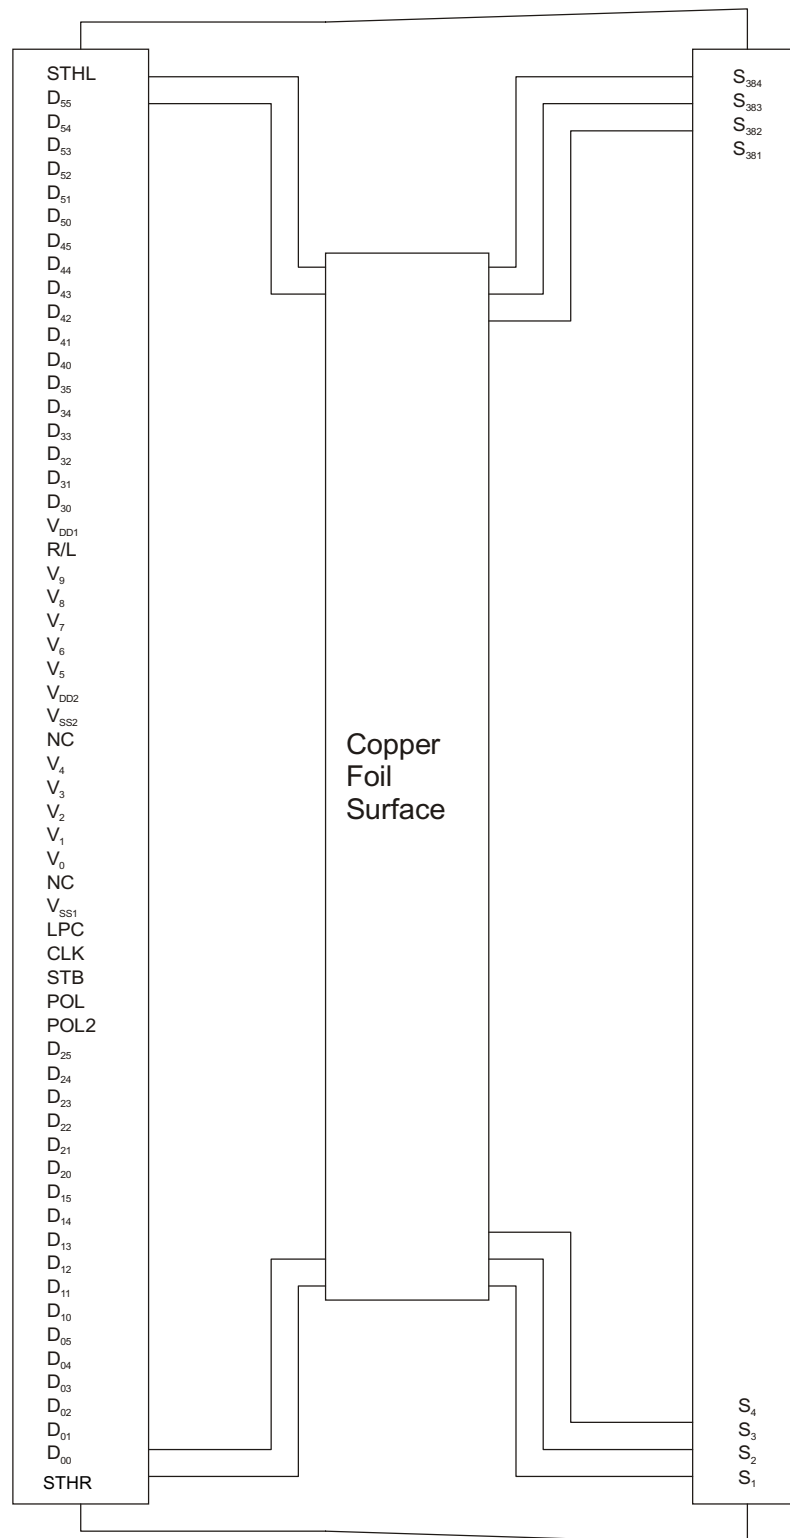 STHL
D55
D54
D53
D52
D51
D50
D45
D44
D43
D42
D41
D40
D35
D34
D33
D32
D31
D30
VDD1
R/L
V9
V8
V7
V6
V5
VDD2
VSS2
NC
V4
V3
V2
V1
V0
NC
VSS1
LPC
CLK
STB
POL
POL2
D25
D24
D23
D22
D21
D20
D15
D14
D13
D12
D11
D10
D05
D04
D03
D02
D01
D00
STHR
Copper
Foil
Surface
S384
S383
S382
S381
S4
S3
S2
S1